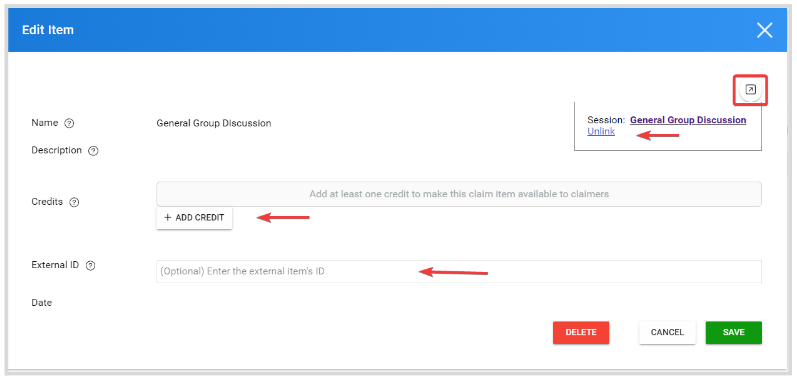 Edit Item
Name
General Group Discussion
Session: General Group Discussion
Unlink
Description
Credits
Add at least one credit to make this claim item available to claimers
+ ADD CREDIT
External ID
(Optional) Enter the external item's ID
Date
DELETE
CANCEL
SAVE